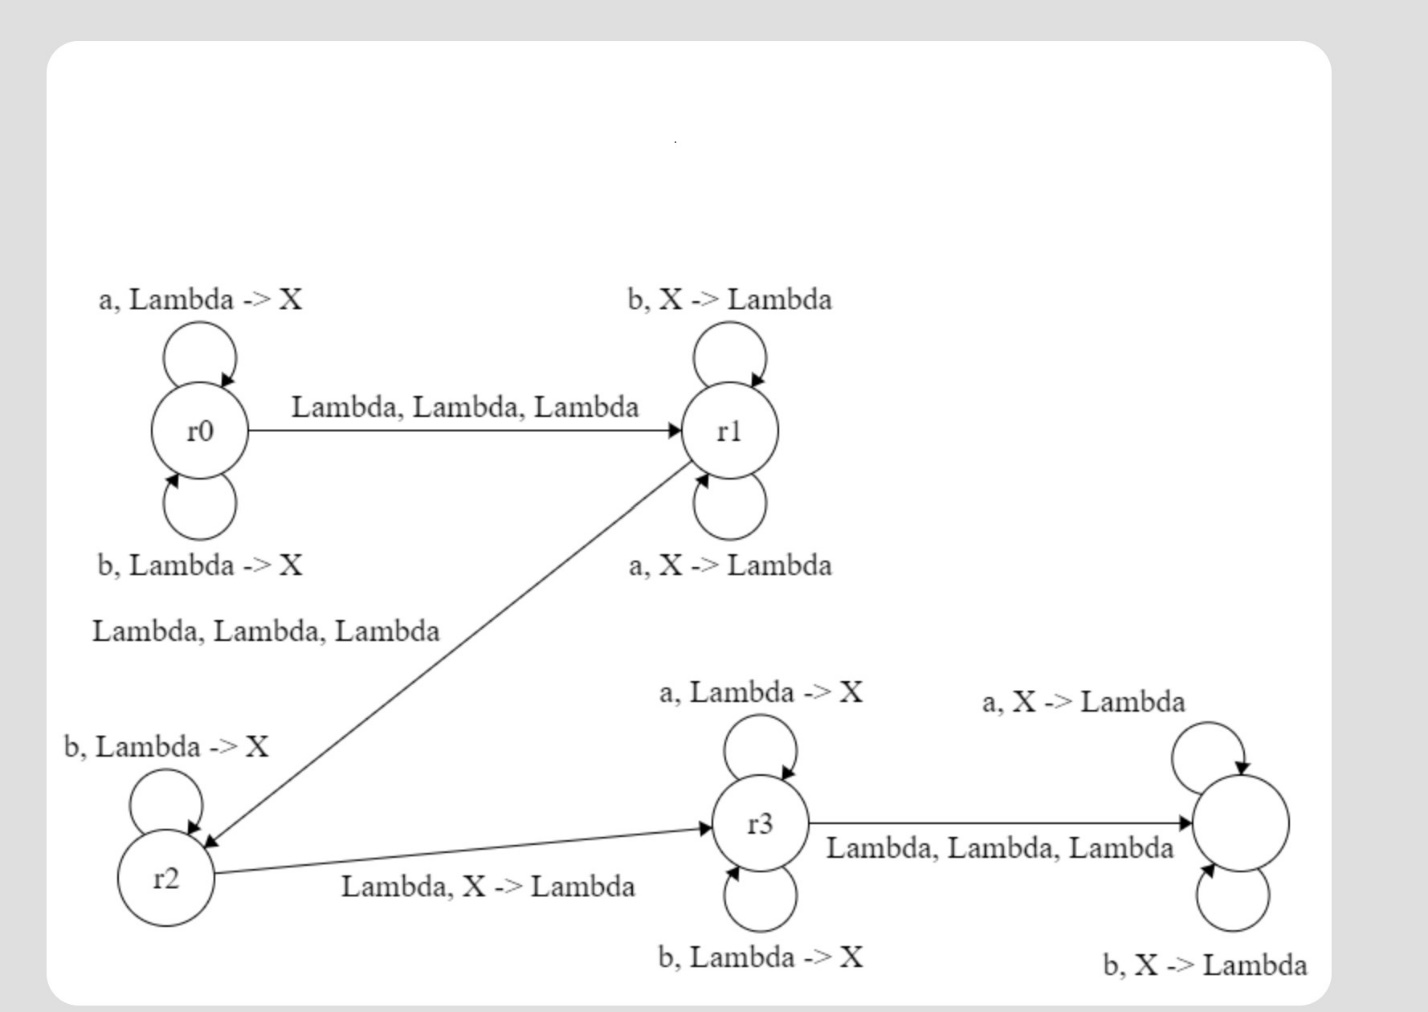 a, Lambda -> X
b, X -> Lambda
Lambda, Lambda, Lambda
r0
r1
b, Lambda -> X
a, X -> Lambda
Lambda, Lambda, Lambda
a, Lambda -> X
a, X -> Lambda
b, Lambda -> X
r3
Lambda, Lambda, Lambda
r2
Lambda, X -> Lambda
b, Lambda -> X
b, X -> Lambda